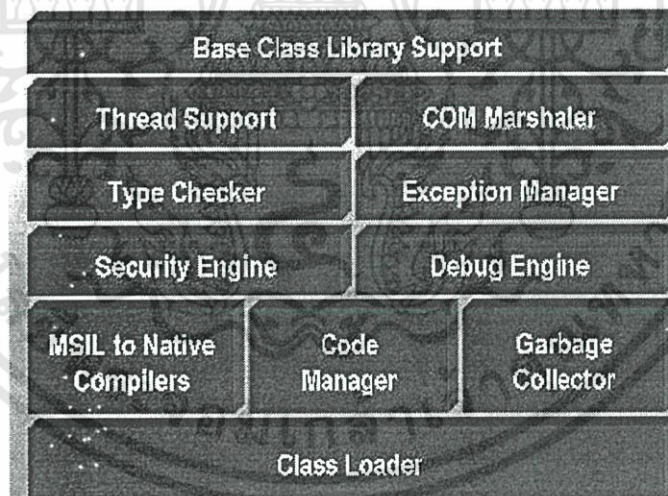 Base Class Library Support
Thread Support
COM Marshaler
Type Checker
Exception Manager
Security Engine
Debug Engine
MSIL to Native
Compilers
Code
Manager
Garbage
Collector
Class Loader